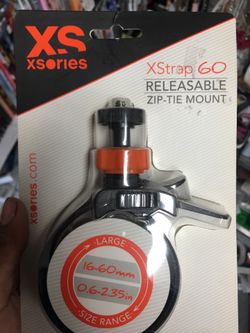 XS
xsories
XStrap 60
RELEASABLE
ZIP-TIE MOUNT
xsories.com
LARGE
16-60mm
0.6-2.35in
SIZE RANGE